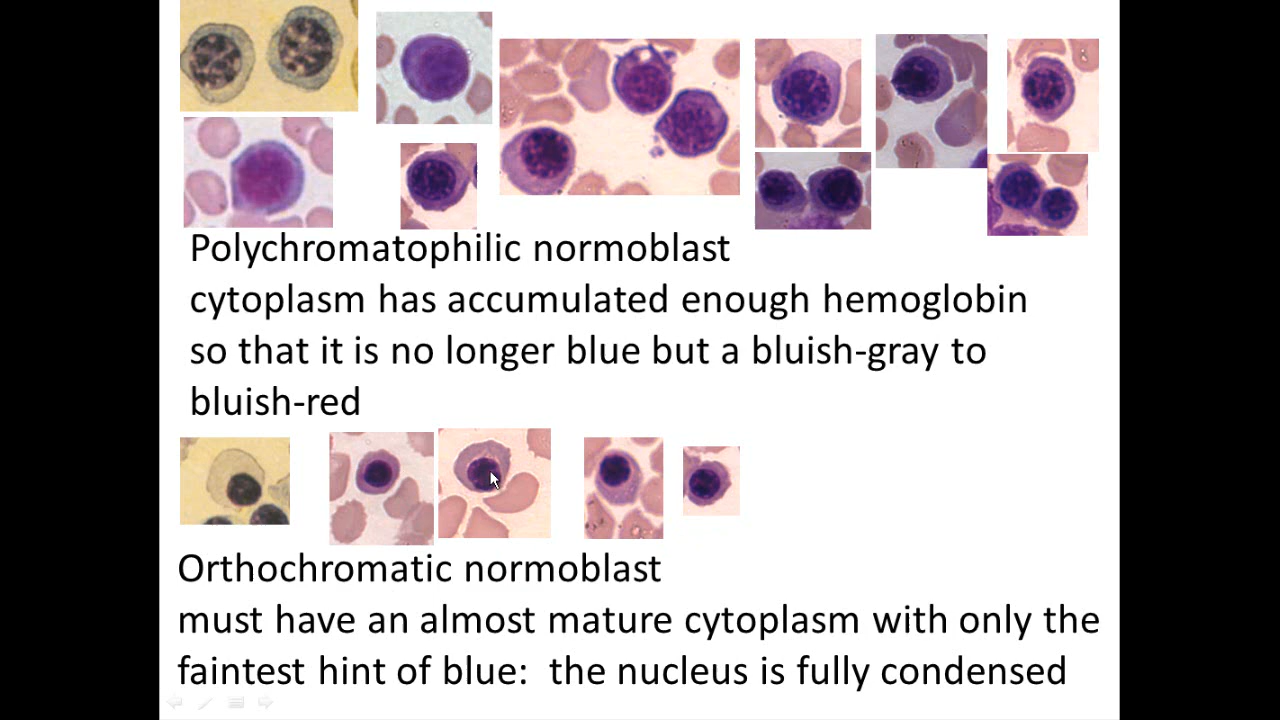 Polychromatophilic normoblast
cytoplasm has accumulated enough hemoglobin
so that it is no longer blue but a bluish-gray to
bluish-red
Orthochromatic normoblast
must have an almost mature cytoplasm with only the
faintest hint of blue:  the nucleus is fully condensed